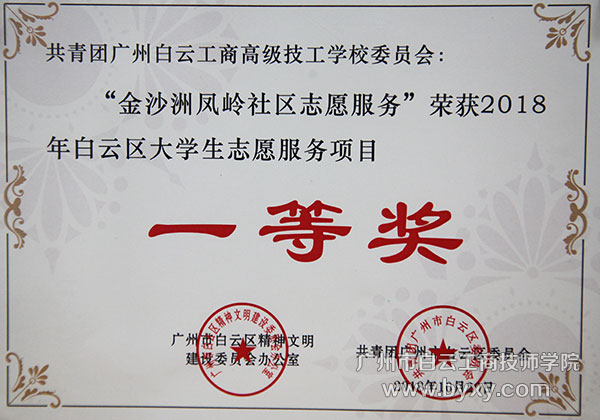 共青团广州白云工商高级技工学校委员会：
“金沙洲凤岭社区志愿服务”荣获2018
年白云区大学生志愿服务项目
一等奖
广州市白云区精神文明
建设委员会办公室
共青团广州市白云区委员会
广州市白云工商技师学院
www.byxy.com